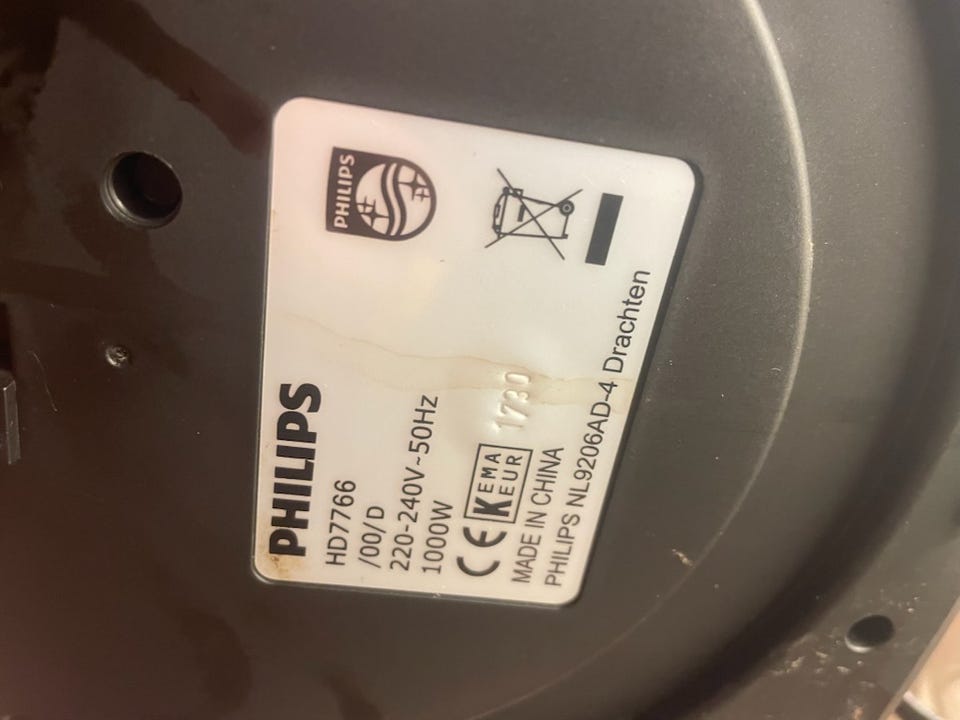 PHILIPS
PHILIPS
HD7766
/00/D
220-240V~50Hz
1000W
CE KEMA KEUR 1730
MADE IN CHINA
PHILIPS NL9206AD-4 Drachten